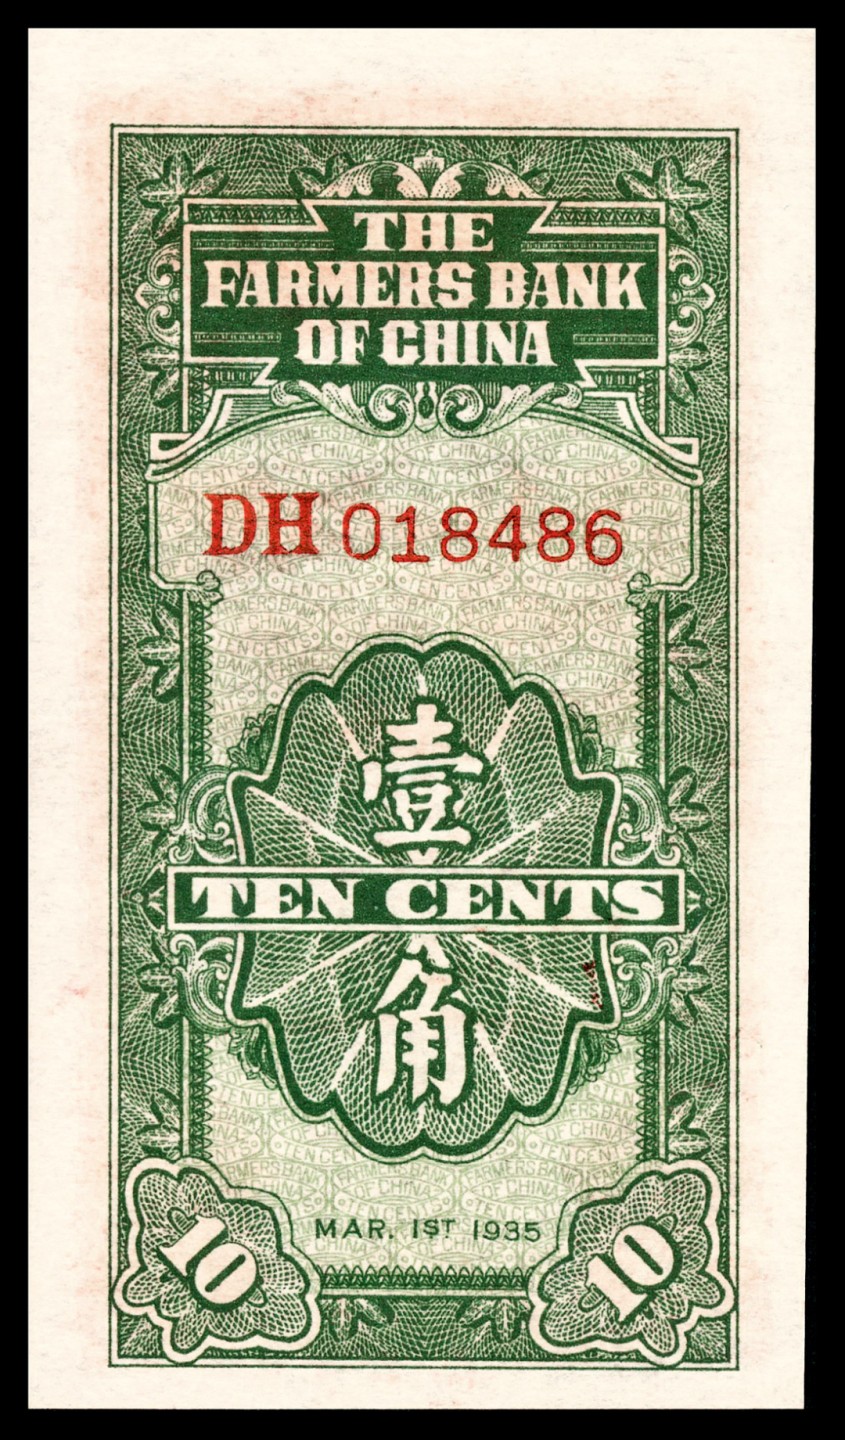 THE
FARMERS BANK
OF CHINA
DH 018486
壹
TEN CENTS
角
MAR. 1ST 1935
10 10